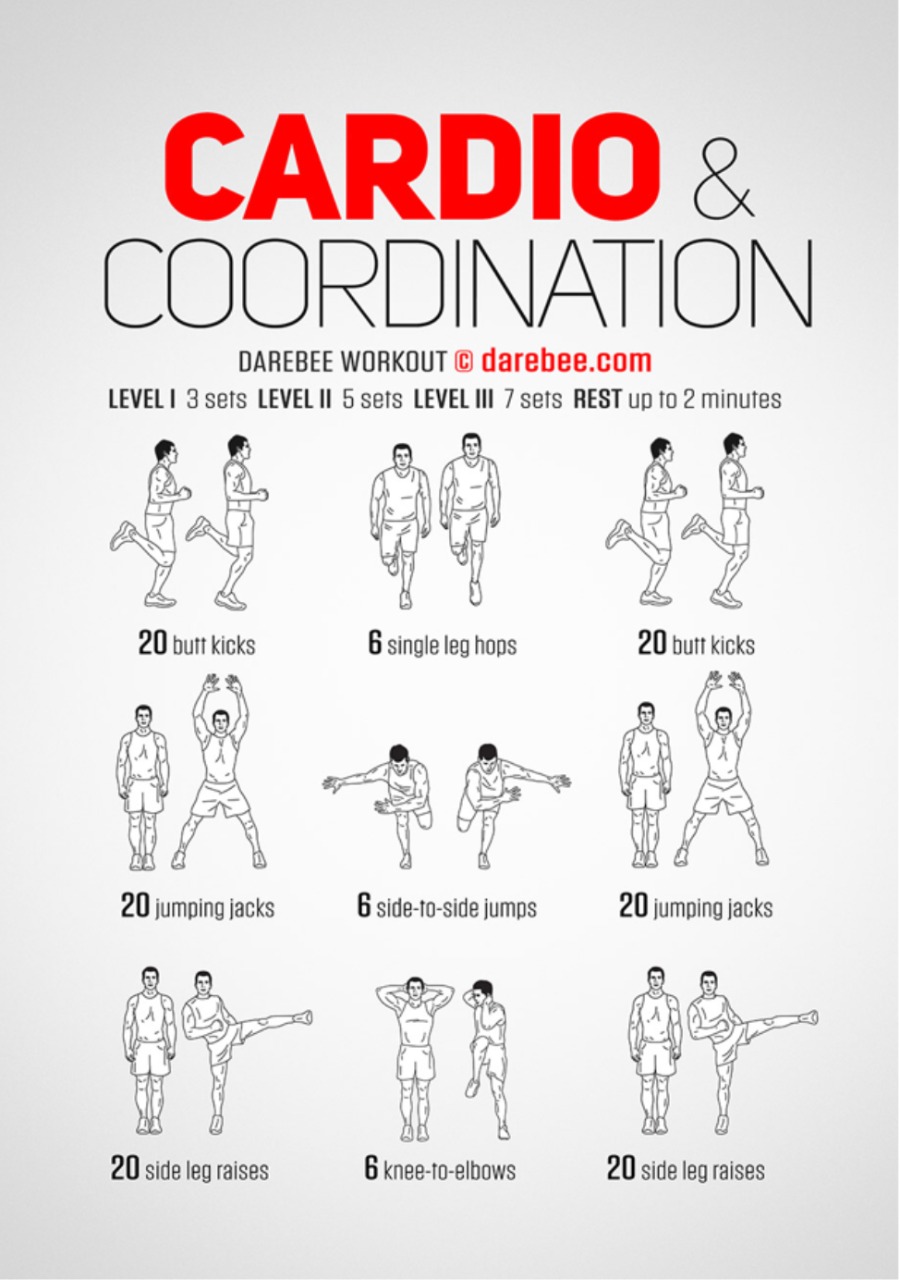 CARDIO &
COORDINATION
DAREBEE WORKOUT © darebee.com
LEVEL I 3 sets LEVEL II 5 sets LEVEL III 7 sets REST up to 2 minutes
20 butt kicks
6 single leg hops
20 butt kicks
20 jumping jacks
6 side-to-side jumps
20 jumping jacks
20 side leg raises
6 knee-to-elbows
20 side leg raises